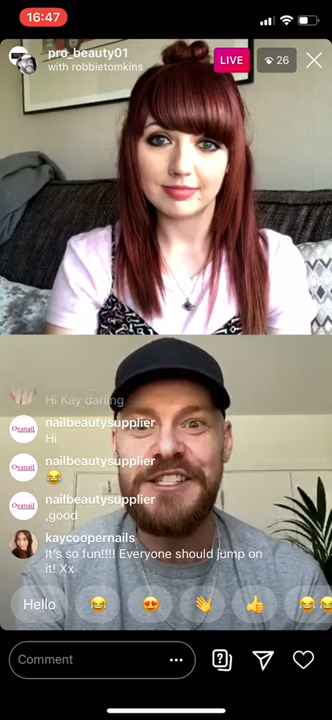 16:47
pro_beauty01
with robbietomkins
LIVE
26
Hi Kay darling
nailbeautysupplier
Hi
nailbeautysupplier
😂
nailbeautysupplier
,good
kaycoopernails
It's so fun!!!! Everyone should jump on
it! Xx
Hello 😂 😍 👋 👍 😂
Comment